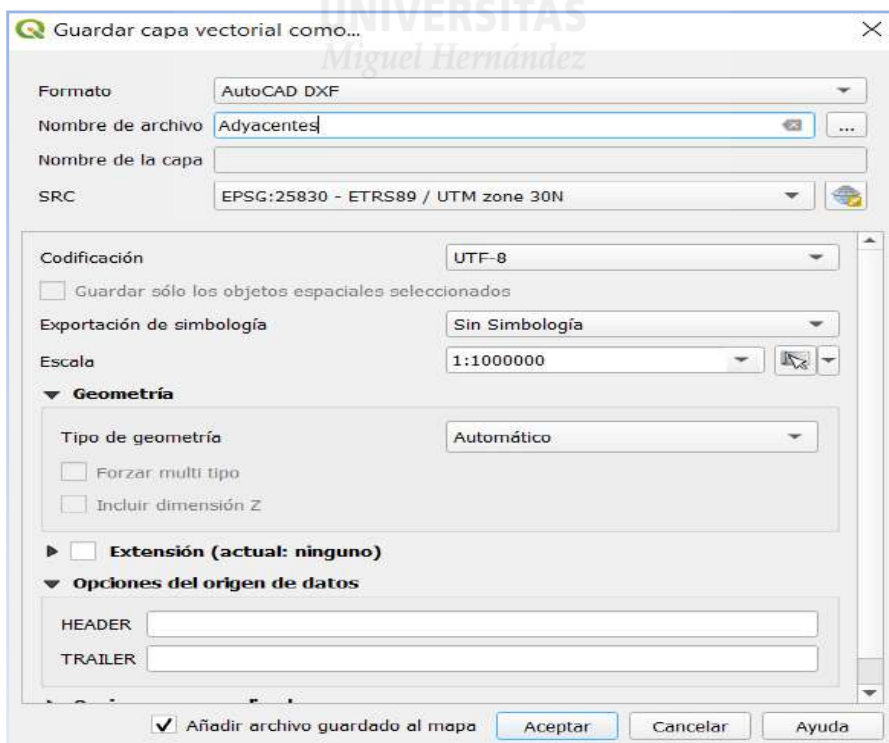 UNIVERSITAS
Miguel Hernández
Guardar capa vectorial como...
Formato AutoCAD DXF
Nombre de archivo Adyacentes ...
Nombre de la capa
SRC EPSG:25830 - ETRS89 / UTM zone 30N
Codificación UTF-8
Guardar sólo los objetos espaciales seleccionados
Exportación de simbología Sin Simbología
Escala 1:1000000
Geometría
Tipo de geometría Automático
Forzar multi tipo
Incluir dimensión Z
Extensión (actual: ninguno)
Opciones del origen de datos
HEADER
TRAILER
Añadir archivo guardado al mapa Aceptar Cancelar Ayuda